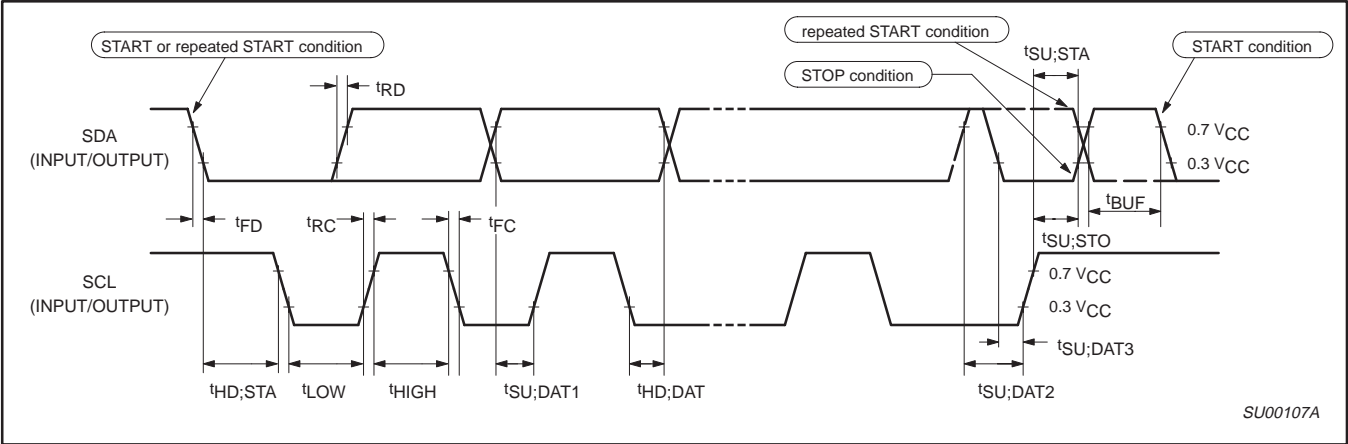 repeated START condition
START or repeated START condition
START condition
tSU;STA
STOP condition
tRD
SDA
(INPUT/OUTPUT)
0.7 VCC
0.3 VCC
tBUF
tFD
tRC
tFC
tSU;STO
SCL
(INPUT/OUTPUT)
0.7 VCC
0.3 VCC
tSU;DAT3
tHD;STA
tLOW
tHIGH
tSU;DAT1
tHD;DAT
tSU;DAT2
SU00107A